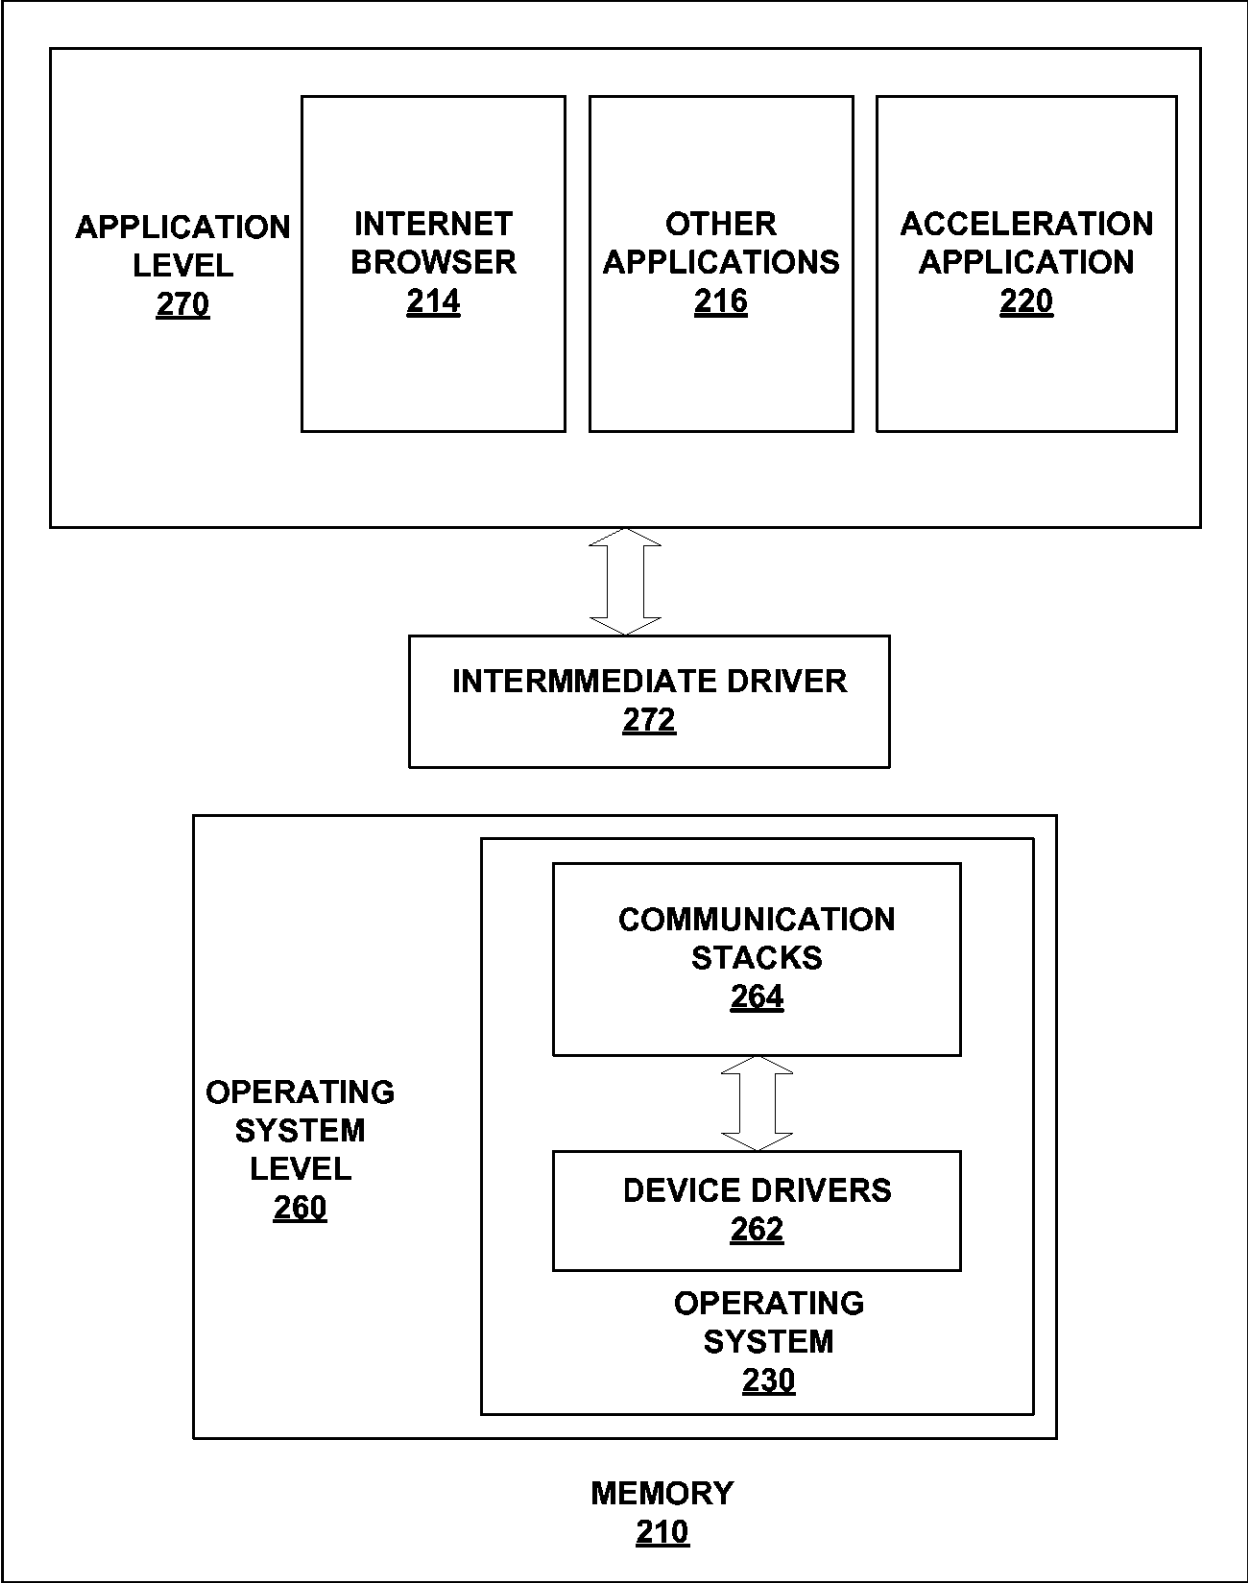 APPLICATION
LEVEL
270
INTERNET
BROWSER
214
OTHER
APPLICATIONS
216
ACCELERATION
APPLICATION
220
INTERMMEDIATE DRIVER
272
COMMUNICATION
STACKS
264
OPERATING
SYSTEM
LEVEL
260
DEVICE DRIVERS
262
OPERATING
SYSTEM
230
MEMORY
210